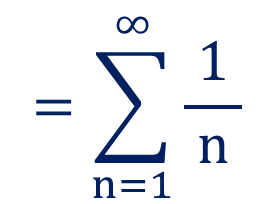 = ∑_{n=1}^{∞} 1/n